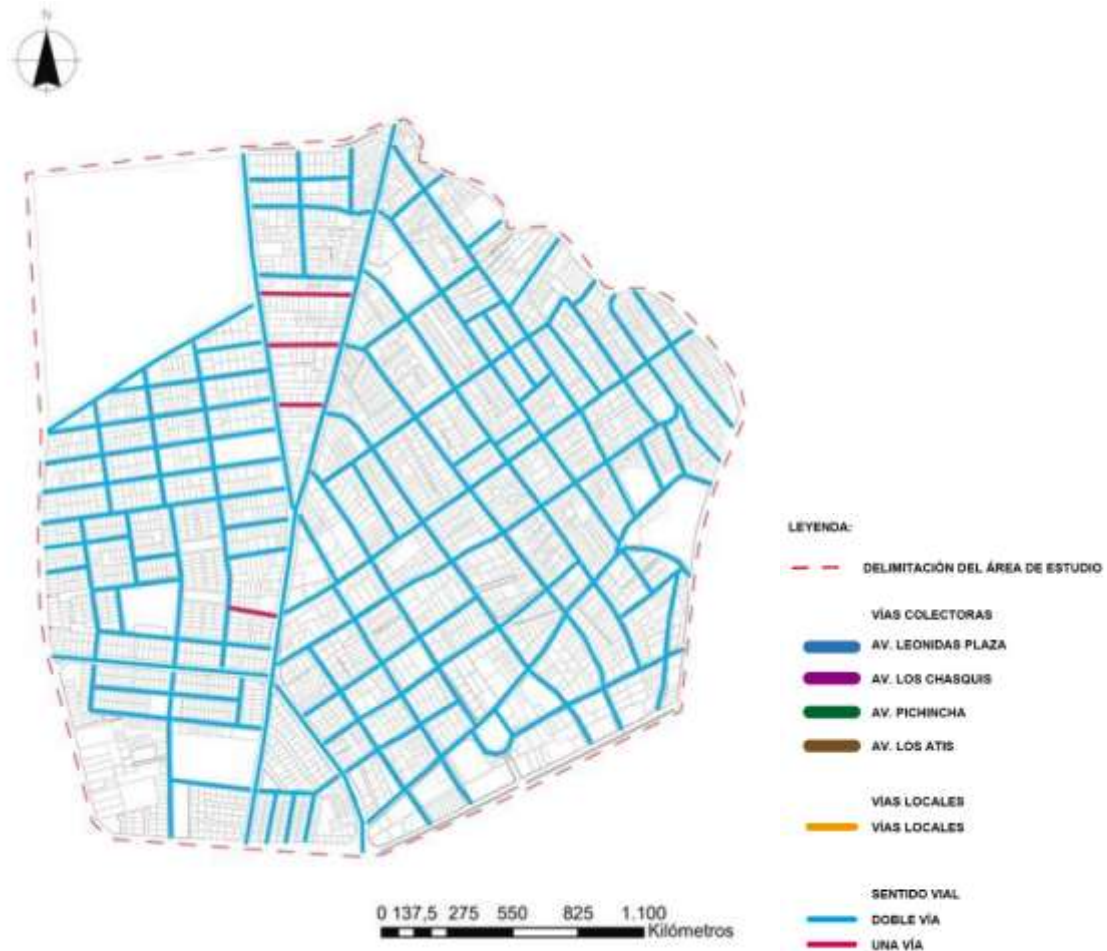 N
LEYENDA:
DELIMITACIÓN DEL ÁREA DE ESTUDIO
VÍAS COLECTORAS
AV. LEONIDAS PLAZA
AV. LOS CHASQUIS
AV. PICHINCHA
AV. LOS ATIS
VÍAS LOCALES
VÍAS LOCALES
SENTIDO VIAL
DOBLE VÍA
UNA VÍA
0 137,5 275 550 825 1.100
Kilómetros